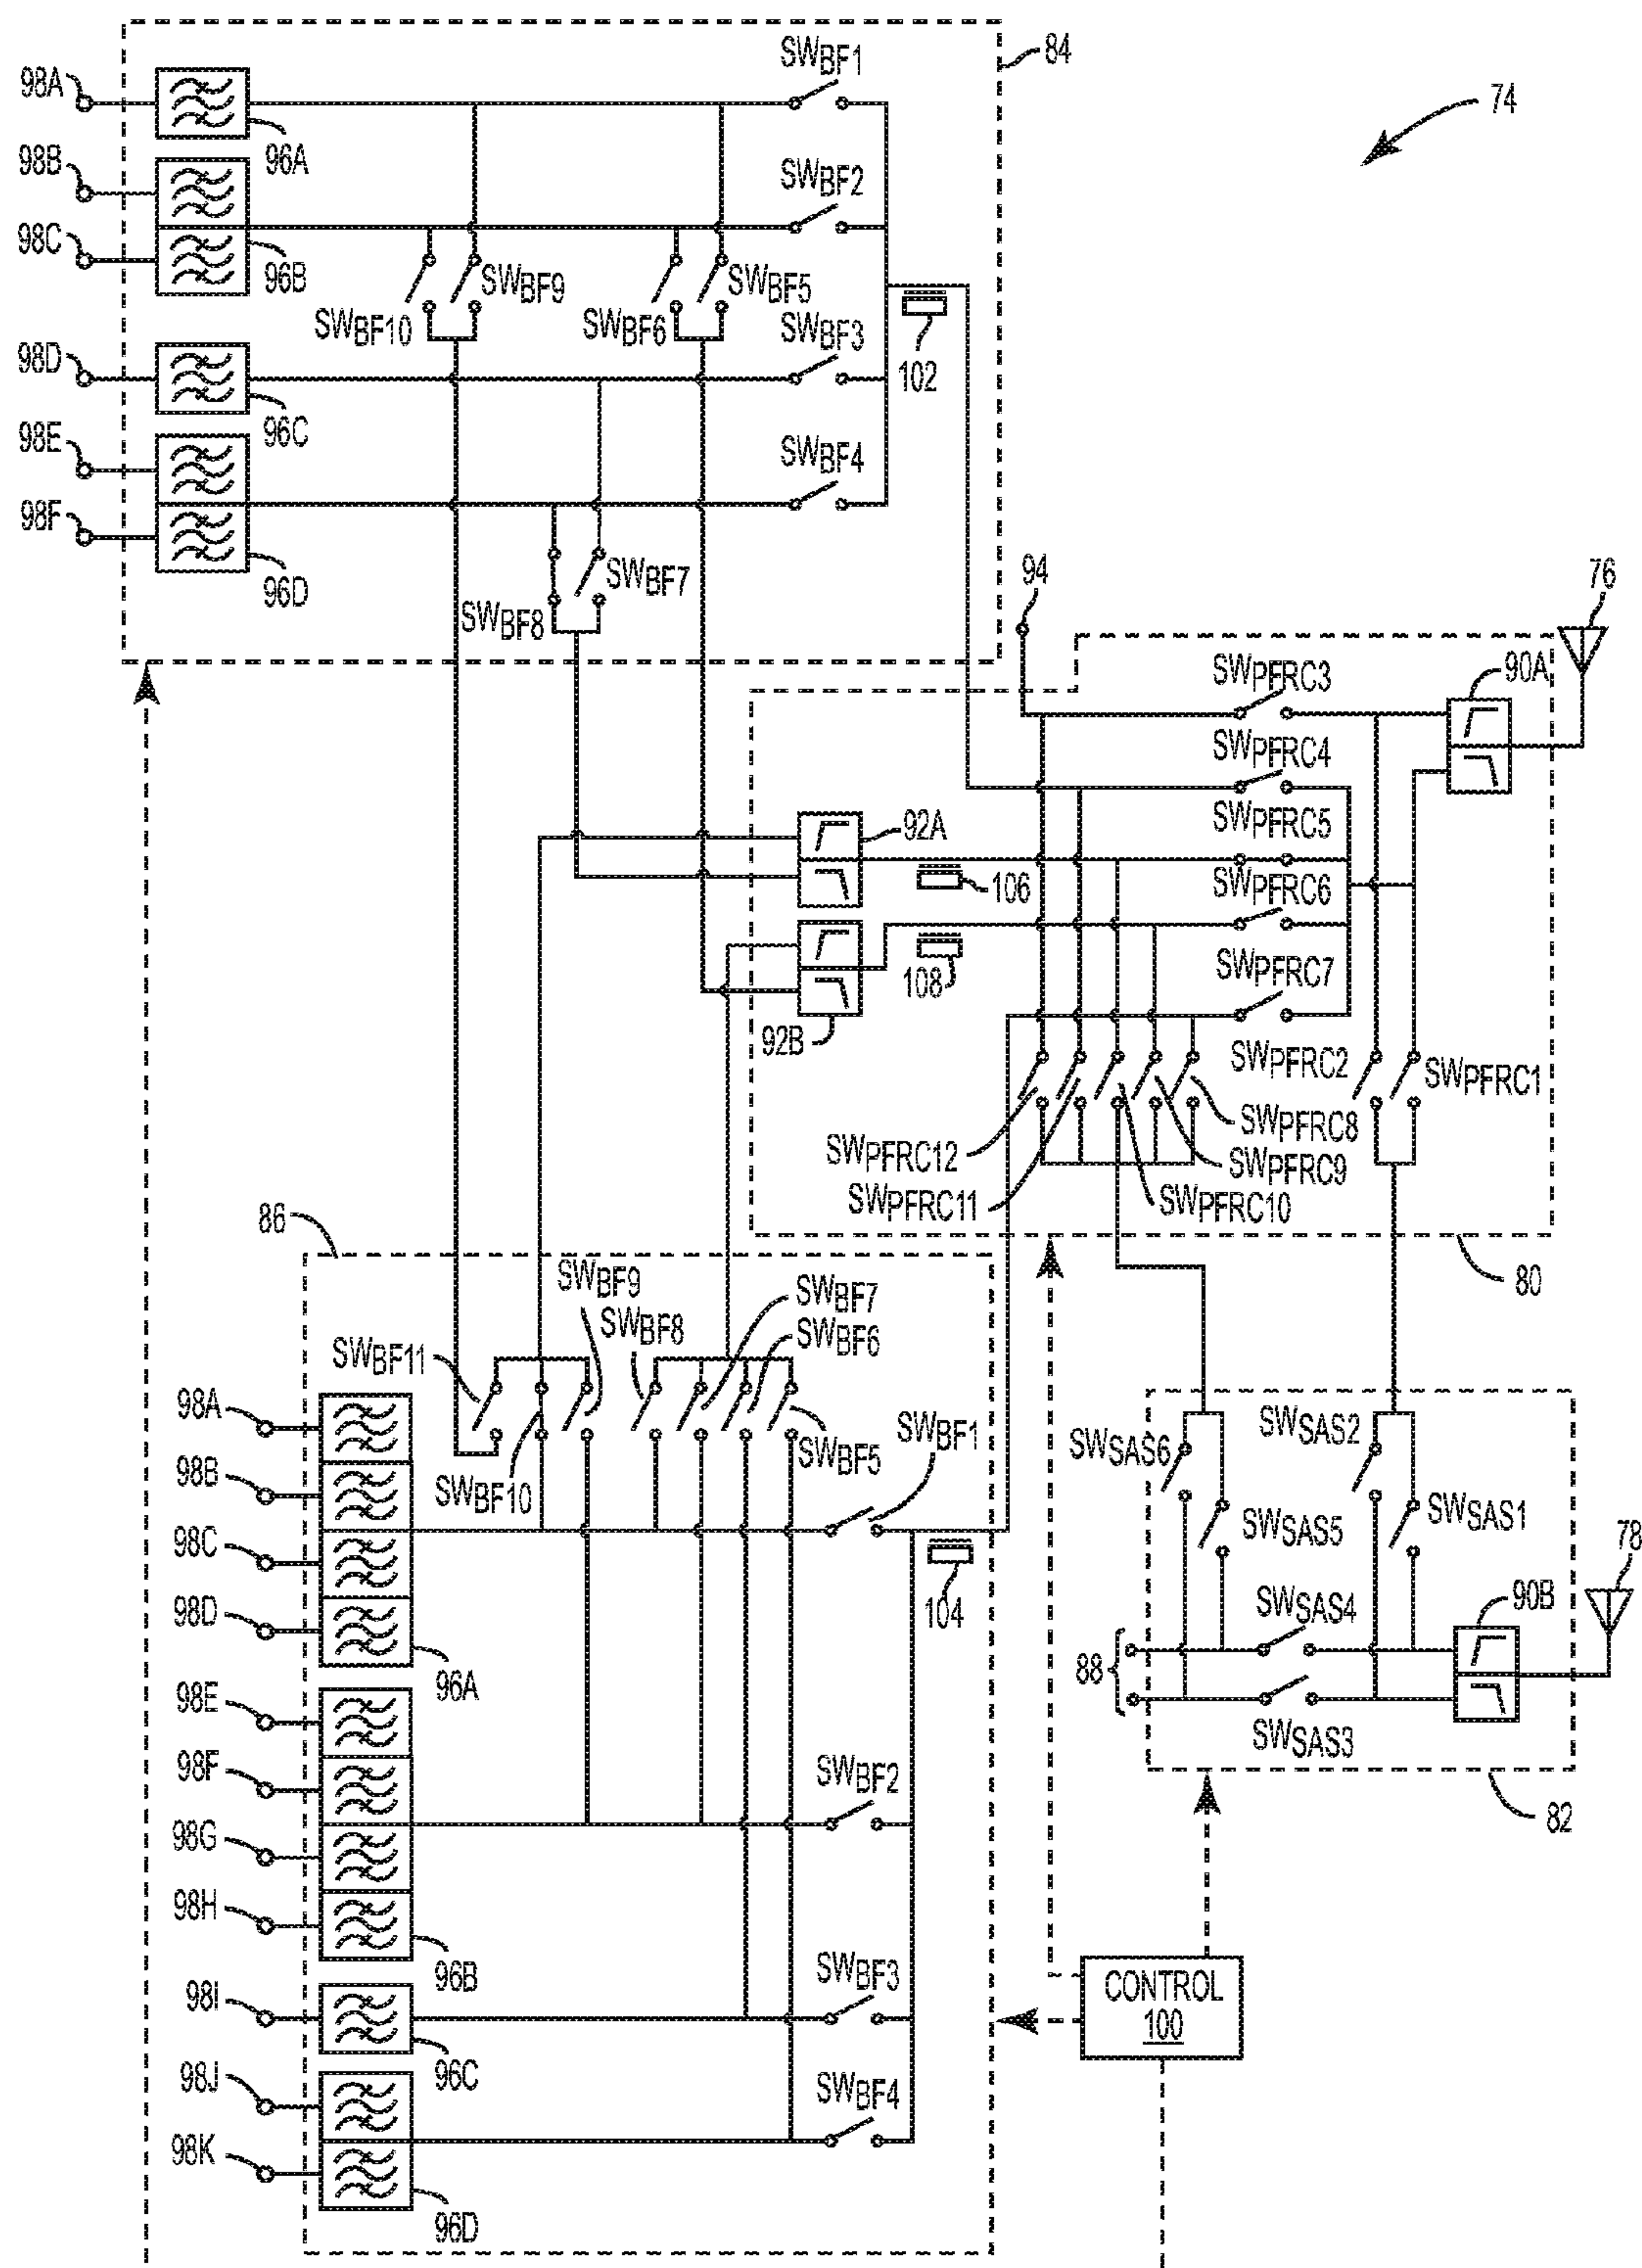 98A
98B
98C
98D
98E
98F
96A
96B
96C
96D
SWBF1
SWBF2
SWBF9
SWBF10
SWBF5
SWBF6
SWBF3
SWBF4
SWBF7
SWBF8
102
84
74
94
76
90A
SWPFRC3
SWPFRC4
SWPFRC5
SWPFRC6
SWPFRC7
92A
106
108
92B
SWPFRC2
SWPFRC1
SWPFRC8
SWPFRC9
SWPFRC10
SWPFRC11
SWPFRC12
80
86
SWBF9
SWBF8
SWBF7
SWBF6
SWBF11
SWBF10
SWBF5
SWBF1
98A
98B
98C
98D
96A
98E
98F
98G
98H
96B
98I
96C
98J
98K
96D
SWBF2
SWBF3
SWBF4
104
SWSAS6
SWSAS5
SWSAS2
SWSAS1
78
SWSAS4
90B
88
SWSAS3
82
CONTROL
100